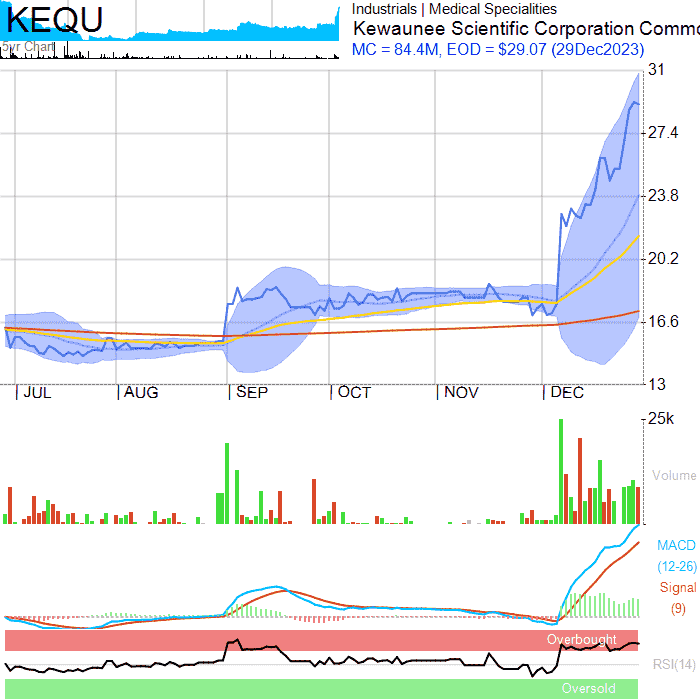 KEQU
5yr Chart
Industrials | Medical Specialities
Kewaunee Scientific Corporation Commo
MC = 84.4M, EOD = $29.07 (29Dec2023)
31
27.4
23.8
20.2
16.6
13
JUL AUG SEP OCT NOV DEC
25k
Volume
MACD
(12-26)
Signal
(9)
Overbought
RSI(14)
Oversold